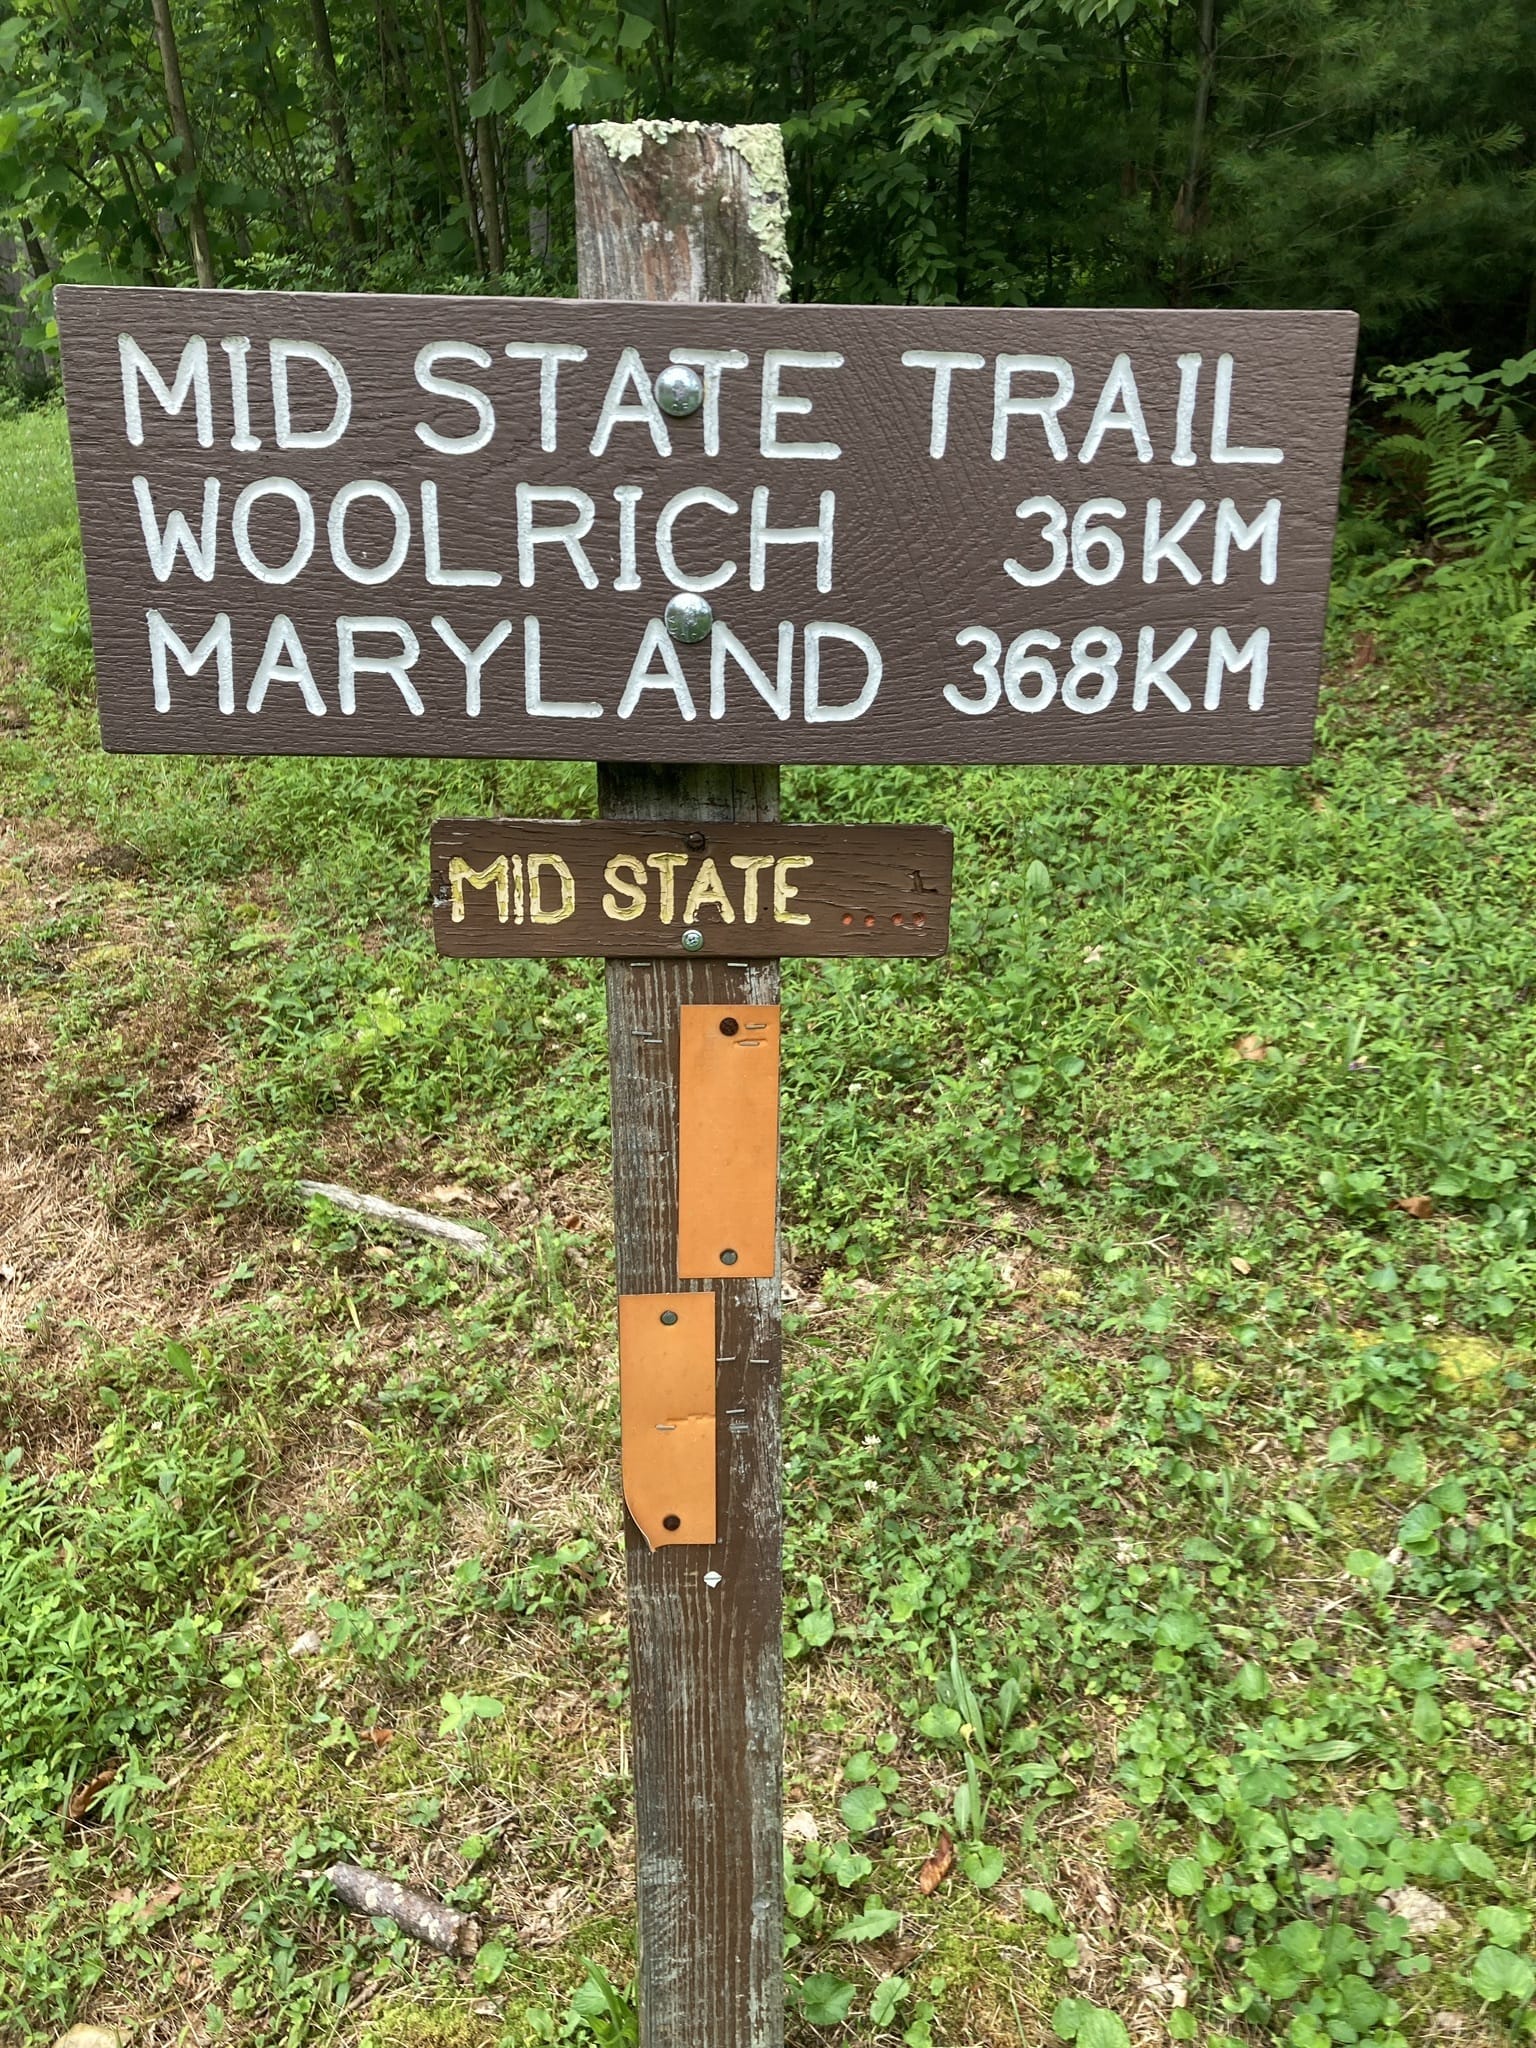 MID STATE TRAIL
WOOLRICH 36KM
MARYLAND 368KM
MID STATE ....